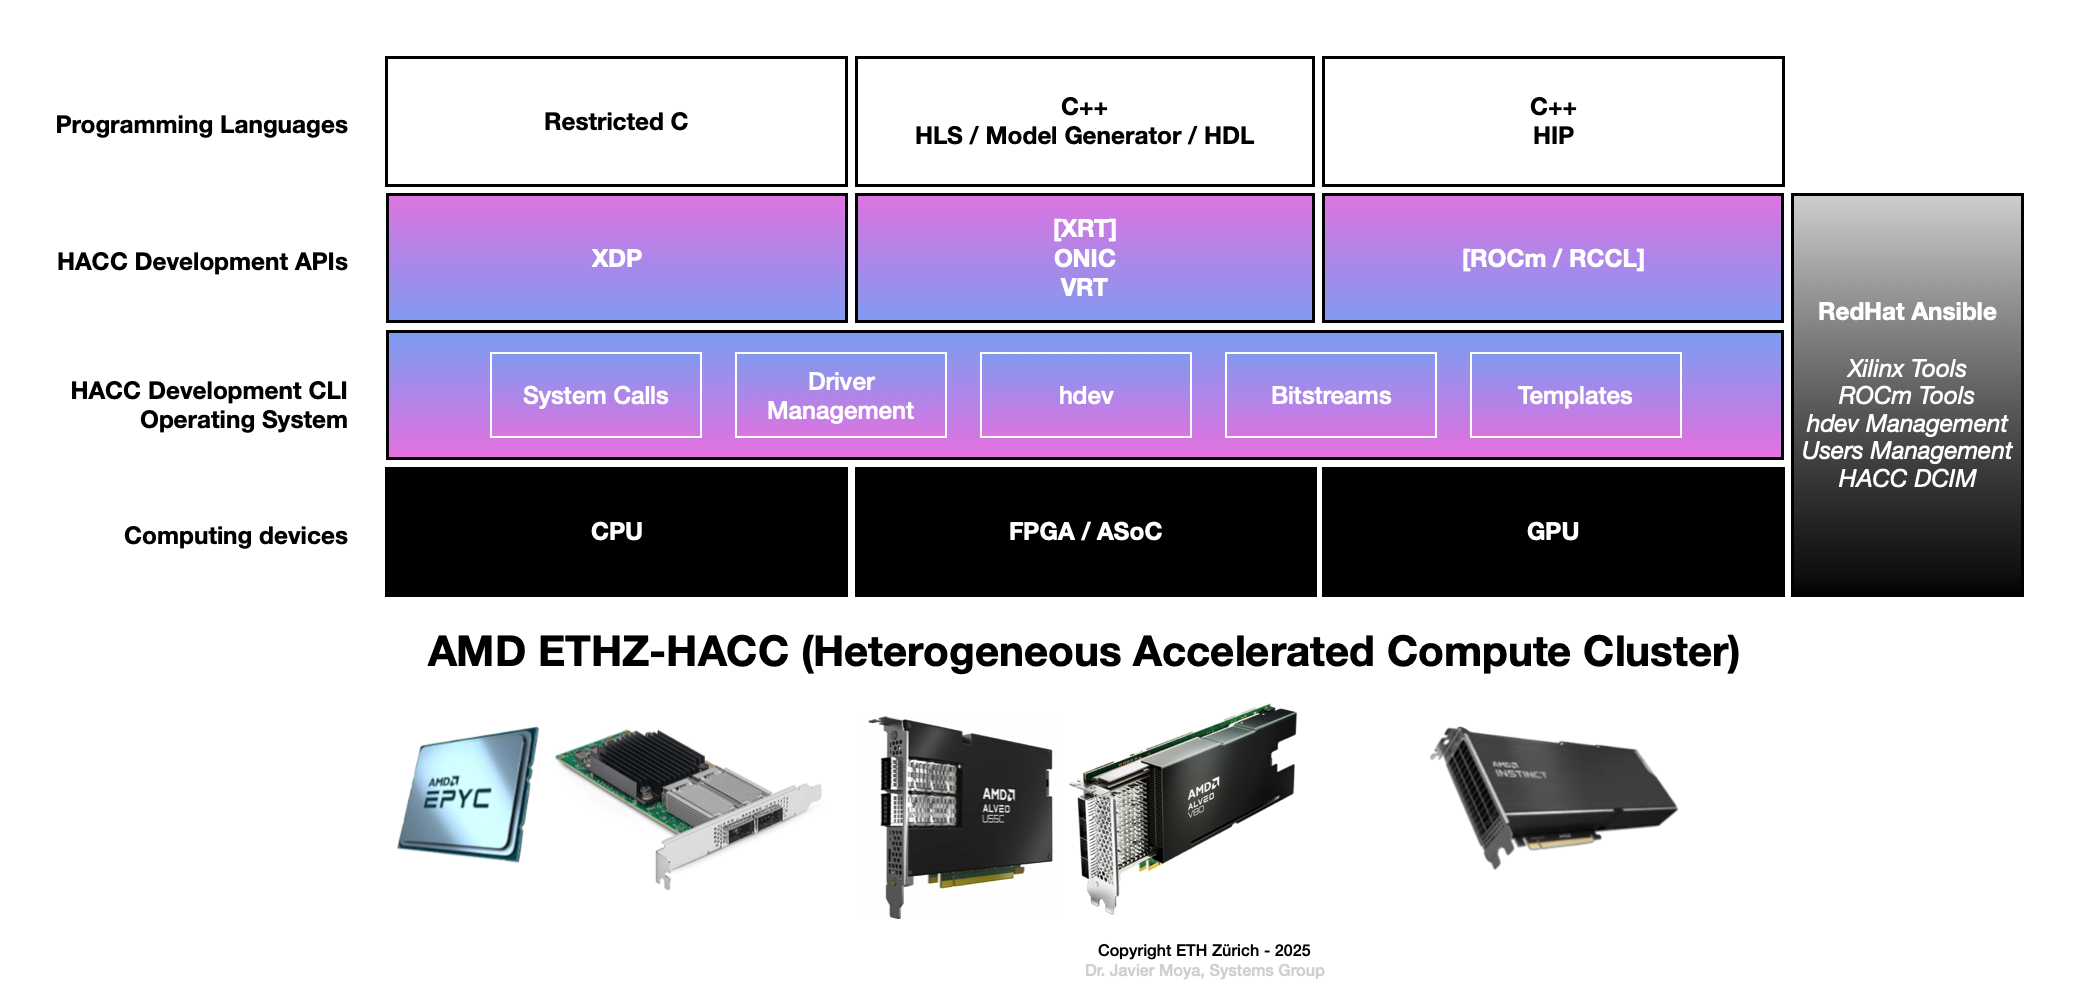 Programming Languages
Restricted C
C++
HLS / Model Generator / HDL
C++
HIP
HACC Development APIs
XDP
[XRT]
ONIC
VRT
[ROCm / RCCL]
HACC Development CLI
Operating System
System Calls
Driver
Management
hdev
Bitstreams
Templates
RedHat Ansible
Xilinx Tools
ROCm Tools
hdev Management
Users Management
HACC DCIM
Computing devices
CPU
FPGA / ASoC
GPU
AMD ETHZ-HACC (Heterogeneous Accelerated Compute Cluster)
AMD
EPYC
AMD
ALVEO
U55C
AMD
ALVEO
V80
AMD
INSTINCT
Copyright ETH Zürich - 2025
Dr. Javier Moya, Systems Group